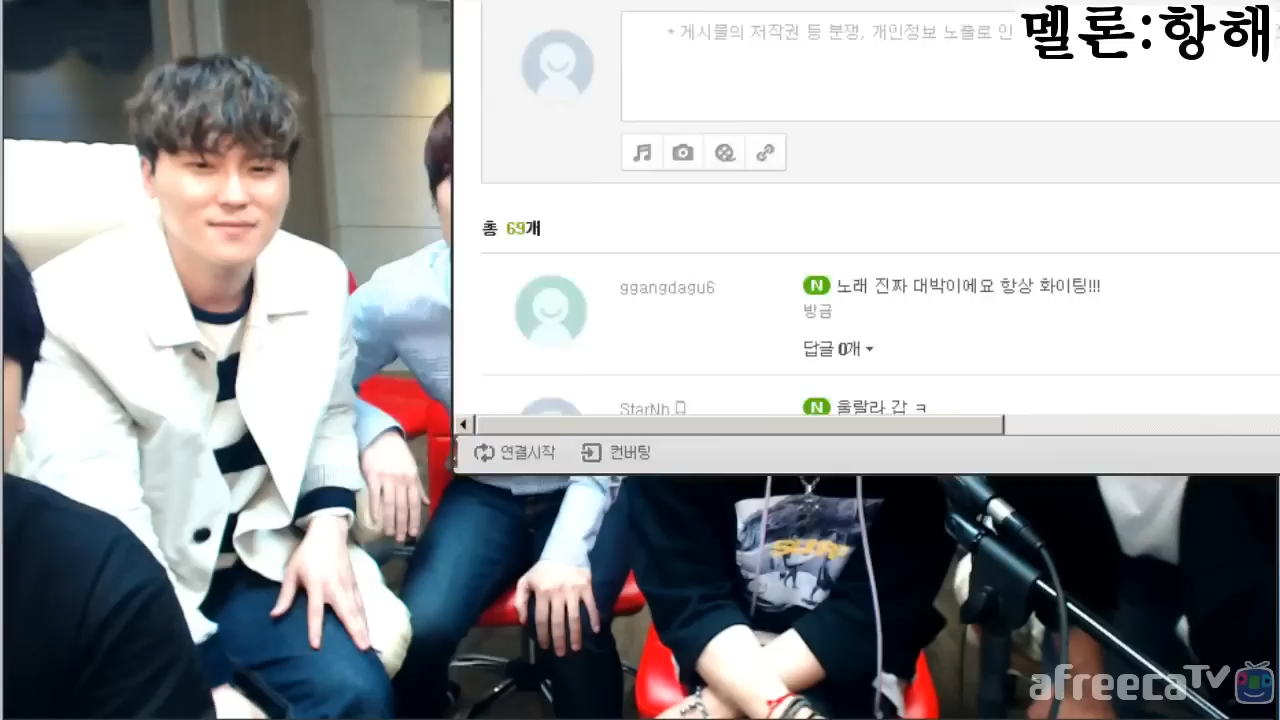 멜론:항해
* 게시물의 저작권 등 분쟁, 개인정보 노출로 인
총 69개
ggangdagu6
N 노래 진짜 대박이에요 항상 화이팅!!!
방금
답글 0개
StarNh
N 울랄라 갑 ㅋ
연결시작 컨버팅
afreecaTV